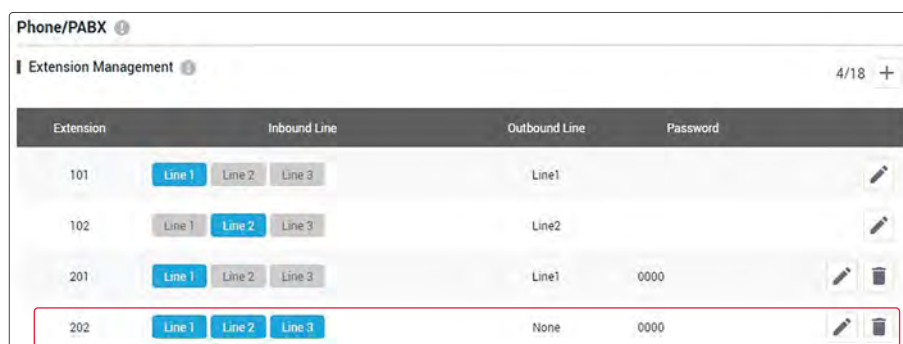 Phone/PABX
Extension Management
4/18 +
Extension Inbound Line Outbound Line Password
101 Line 1 Line 2 Line 3 Line1
102 Line 1 Line 2 Line 3 Line2
201 Line 1 Line 2 Line 3 Line1 0000
202 Line 1 Line 2 Line 3 None 0000